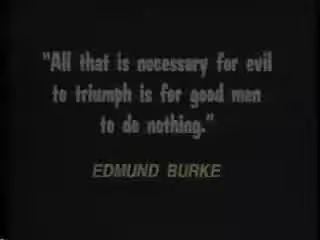 "All that is necessary for evil
to triumph is for good men
to do nothing."
EDMUND BURKE